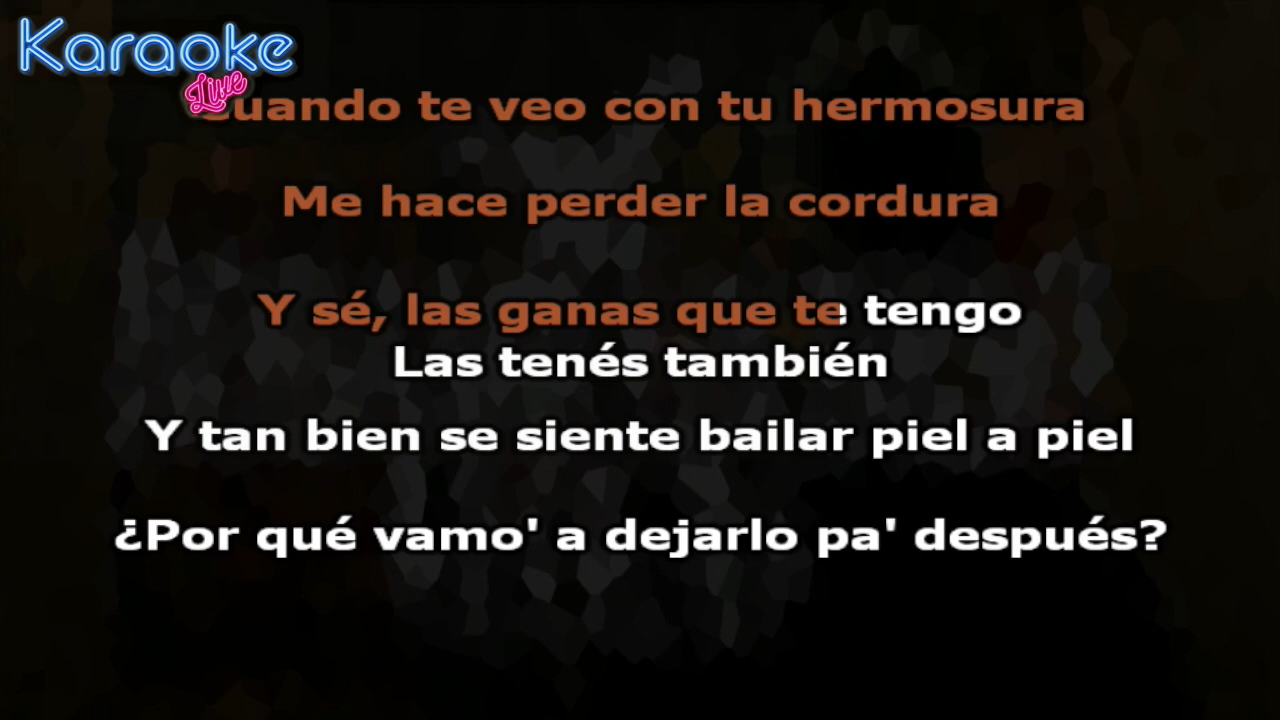 Karaoke
Live
Cuando te veo con tu hermosura
Me hace perder la cordura
Y sé, las ganas que te tengo
Las tenés también
Y tan bien se siente bailar piel a piel
¿Por qué vamo' a dejarlo pa' después?